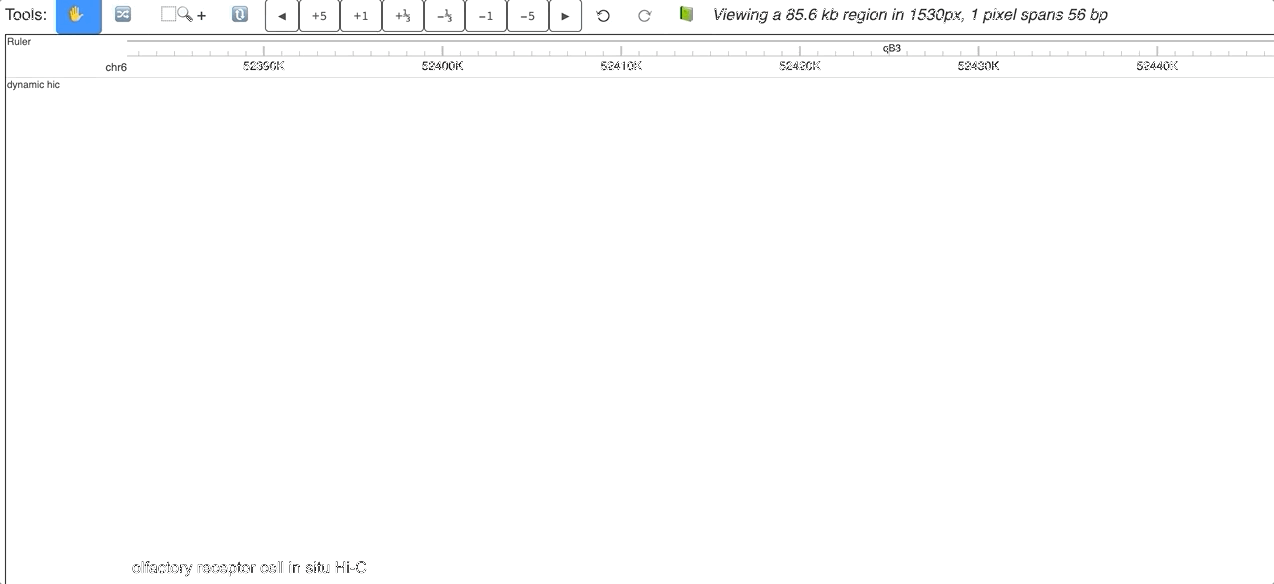 Tools: +5 +1 +⅓ -⅓ -1 -5 Viewing a 85.6 kb region in 1530px, 1 pixel spans 56 bp
Ruler
qB3
chr6 52390K 52400K 52410K 52420K 52430K 52440K
dynamic hic
olfactory receptor cell in situ Hi-C